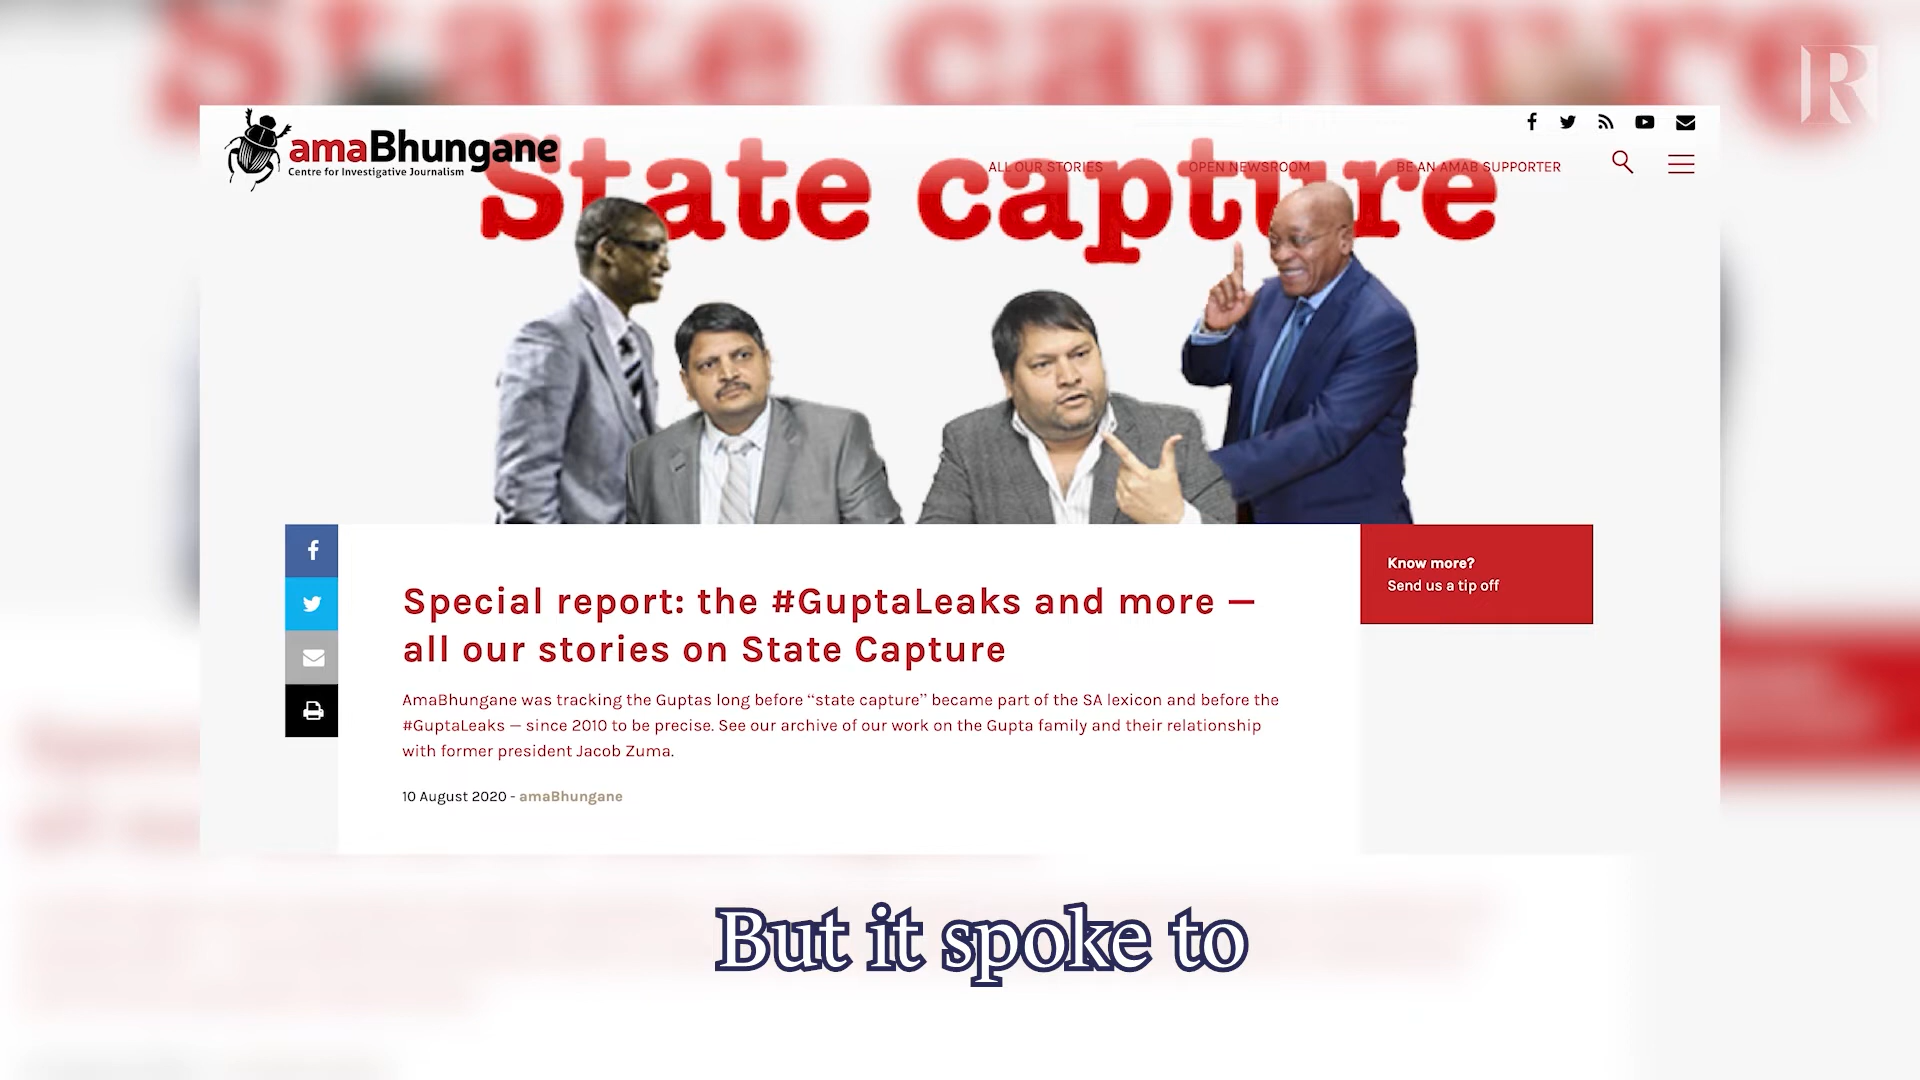 State capture
amaBhungane
Centre for Investigative Journalism
ALL OUR STORIES
OPEN NEWSROOM
BE AN AMAB SUPPORTER
State capture
Special report: the #GuptaLeaks and more —
all our stories on State Capture
AmaBhungane was tracking the Guptas long before “state capture” became part of the SA lexicon and before the
#GuptaLeaks — since 2010 to be precise. See our archive of our work on the Gupta family and their relationship
with former president Jacob Zuma.
10 August 2020 - amaBhungane
Know more?
Send us a tip off
But it spoke to
R